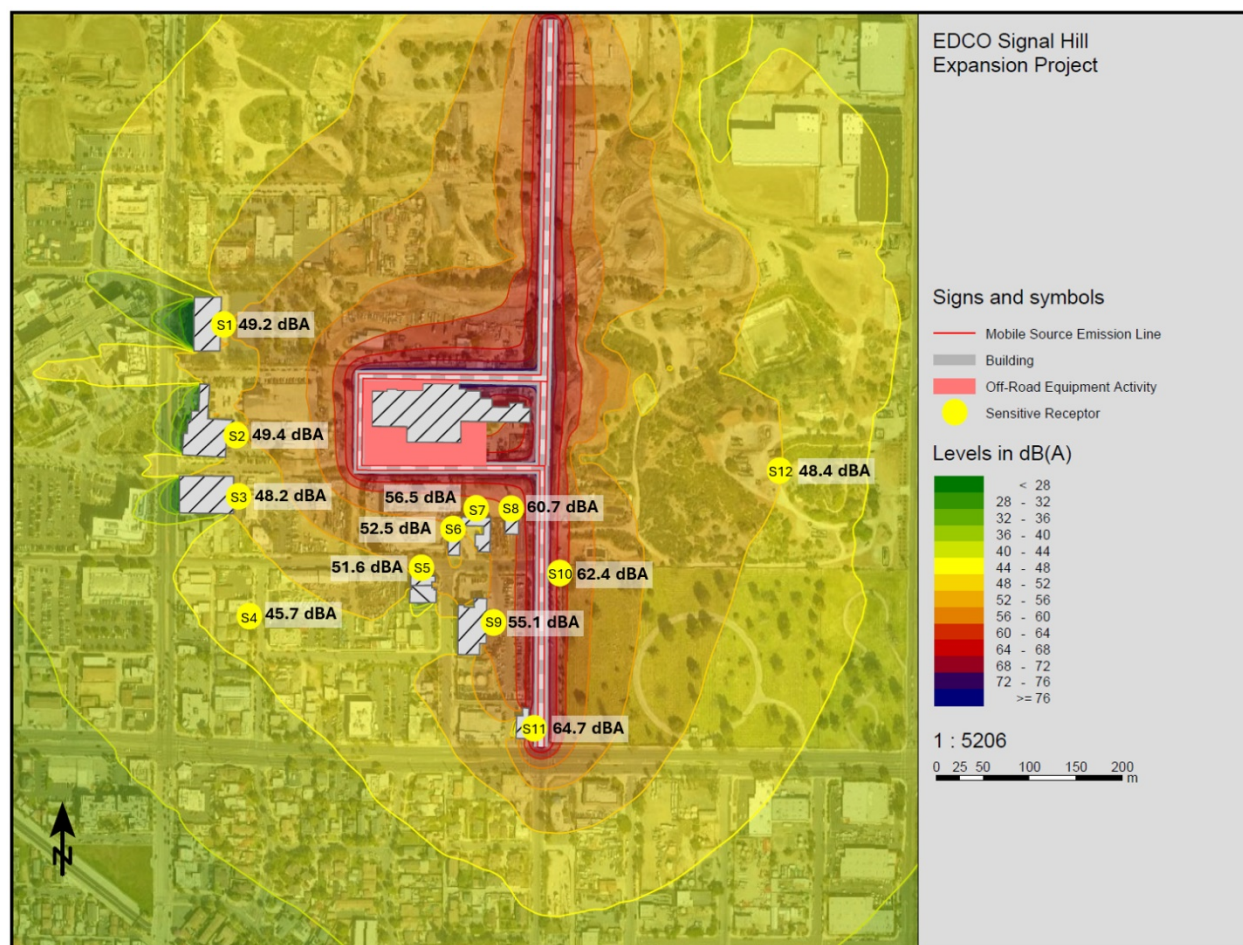 EDCO Signal Hill
Expansion Project
S1 49.2 dBA
S2 49.4 dBA
S3 48.2 dBA
S12 48.4 dBA
56.5 dBA S7
S8 60.7 dBA
52.5 dBA S6
51.6 dBA S5
S10 62.4 dBA
S4 45.7 dBA
S9 55.1 dBA
S11 64.7 dBA
N
Signs and symbols
Mobile Source Emission Line
Building
Off-Road Equipment Activity
Sensitive Receptor
Levels in dB(A)
< 28
28 - 32
32 - 36
36 - 40
40 - 44
44 - 48
48 - 52
52 - 56
56 - 60
60 - 64
64 - 68
68 - 72
72 - 76
>= 76
1 : 5206
0 25 50 100 150 200
m